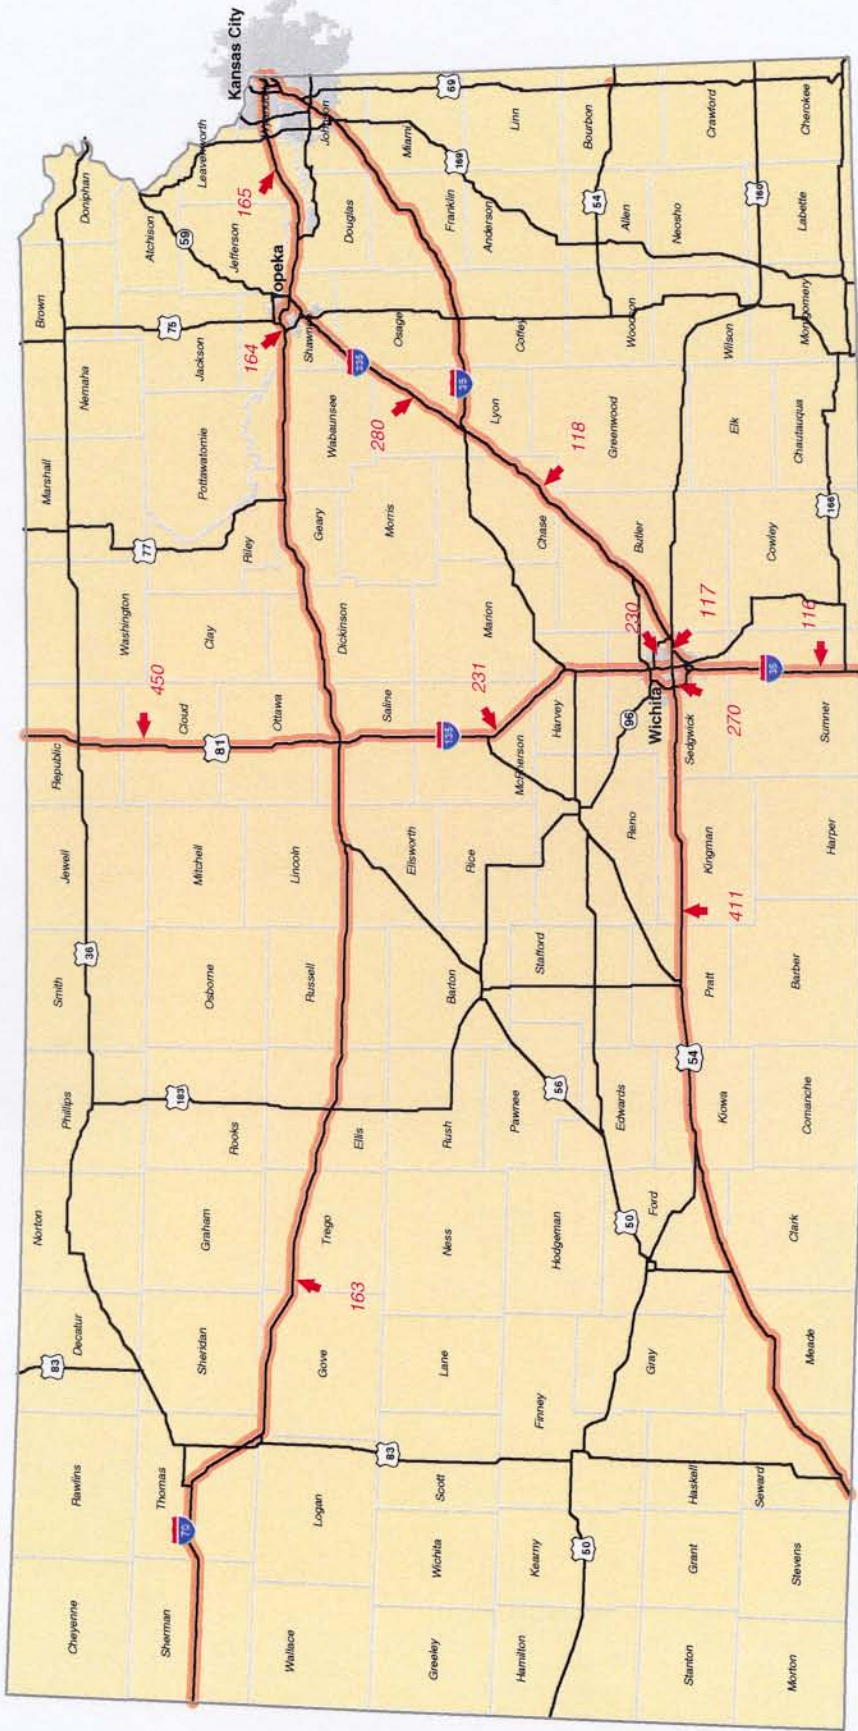 Cheyenne
Rawlins
83
Decatur
Norton
Phillips
Smith
36
Jewell
Republic
Washington
Marshall
Nemaha
Brown
Doniphan
Sherman
70
Thomas
Sheridan
Graham
183
Rooks
Osborne
Mitchell
Cloud
450
81
Clay
77
Riley
Pottawatomie
Jackson
75
Atchison
59
Jefferson
Leavenworth
Kansas City
Wallace
Logan
Gove
163
Trego
Ellis
Russell
Lincoln
Ottawa
Dickinson
Geary
Wabaunsee
164
Topeka
Shawnee
165
Douglas
Johnson
Greeley
Wichita
Scott
83
Lane
Ness
Rush
Barton
Ellsworth
Rice
Saline
135
McPherson
231
Marion
Morris
280
335
Osage
Lyon
35
Coffey
Franklin
Anderson
Miami
169
69
Linn
Hamilton
Kearny
50
Finney
Hodgeman
Pawnee
56
Stafford
Edwards
Reno
Harvey
Chase
118
Greenwood
Woodson
Allen
54
Bourbon
Stanton
Grant
Haskell
Gray
50
Ford
Kiowa
54
Pratt
411
Kingman
96
Wichita
Sedgwick
270
230
117
Butler
Elk
Wilson
Neosho
Crawford
Morton
Stevens
Seward
Meade
Clark
Comanche
Barber
Harper
Sumner
35
116
Cowley
166
Chautauqua
Montgomery
160
Labette
Cherokee